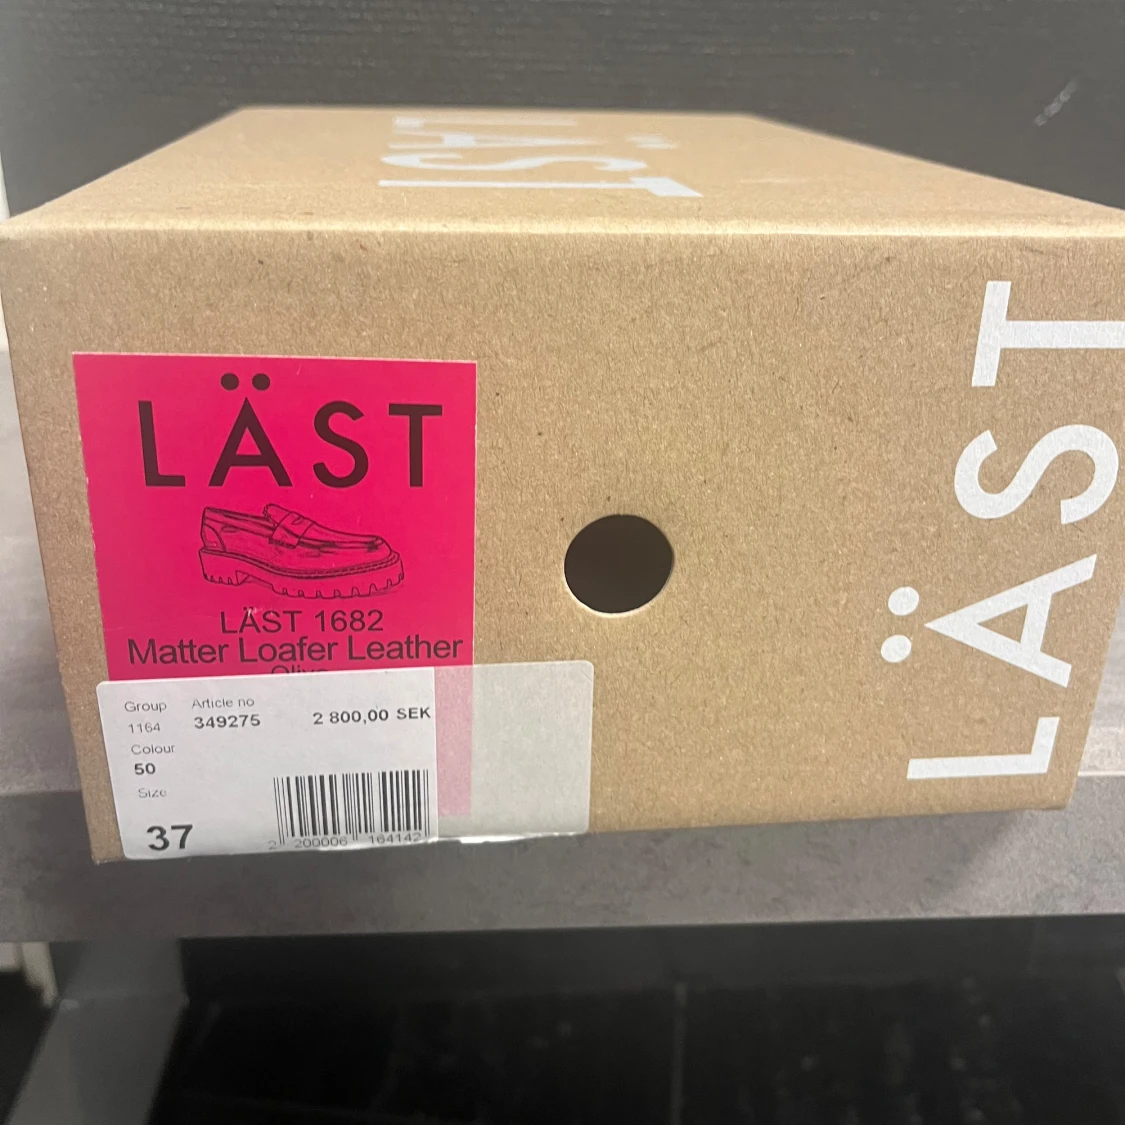 LÄST
LÄST
LÄST
LÄST 1682
Matter Loafer Leather
Olive
Group
Article no
1164
349275
2 800,00 SEK
Colour
50
Size
37
2 200006 164142